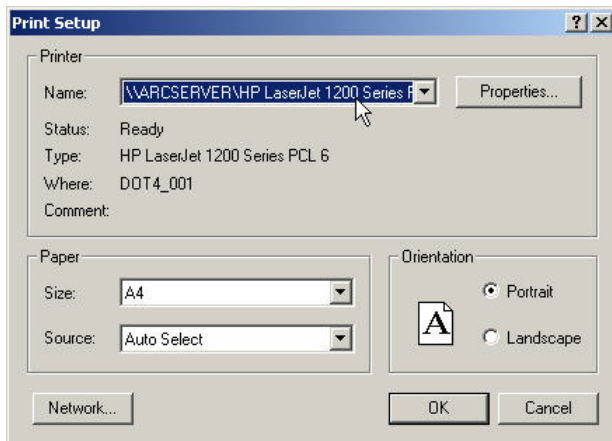 Print Setup
Printer
Name: \\ARCSERVER\HP LaserJet 1200 Series Properties...
Status: Ready
Type: HP LaserJet 1200 Series PCL 6
Where: DOT4_001
Comment:
Paper
Size: A4
Source: Auto Select
Orientation
A
Portrait
Landscape
Network... OK Cancel